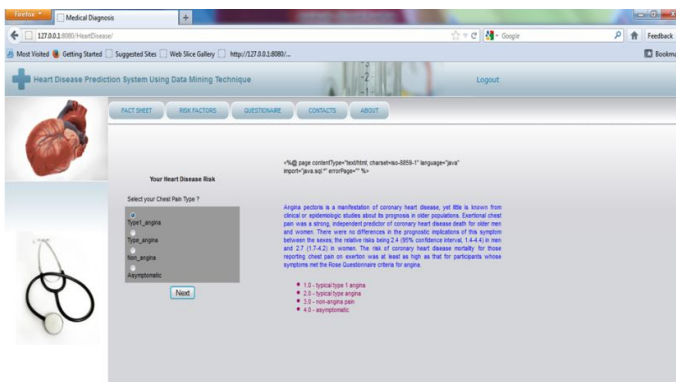 Firefox
Medical Diagnosis
127.0.0.1:8080/HeartDisease/
Google
Feedback
Most Visited
Getting Started
Suggested Sites
Web Slice Gallery
http://127.0.0.1:8080/...
Bookma
Heart Disease Prediction System Using Data Mining Technique
Logout
FACT SHEET
RISK FACTORS
QUESTIONAIRE
CONTACTS
ABOUT
<%@ page contentType="text/html; charset=iso-8859-1" language="java"
import="java.sql.*" errorPage="" %>
Your Heart Disease Risk
Select your Chest Pain Type ?
Type1_angina
Type_angina
Non_angina
Asymptomatic
Next
Angina pectoris is a manifestation of coronary heart disease, yet little is known from
clinical or epidemiologic studies about its prognosis in older populations. Exertional chest
pain was a strong, independent predictor of coronary heart disease death for older men
and women. There were no differences in the prognostic implications of this symptom
between the sexes; the relative risks being 2.4 (95% confidence interval, 1.4-4.4) in men
and 2.7 (1.7-4.2) in women. The risk of coronary heart disease mortality for those
reporting chest pain on exertion was at least as high as that for participants whose
symptoms met the Rose Questionnaire criteria for angina.
1.0 - typical type 1 angina
2.0 - typical type angina
3.0 - non-angina pain
4.0 - asymptomatic